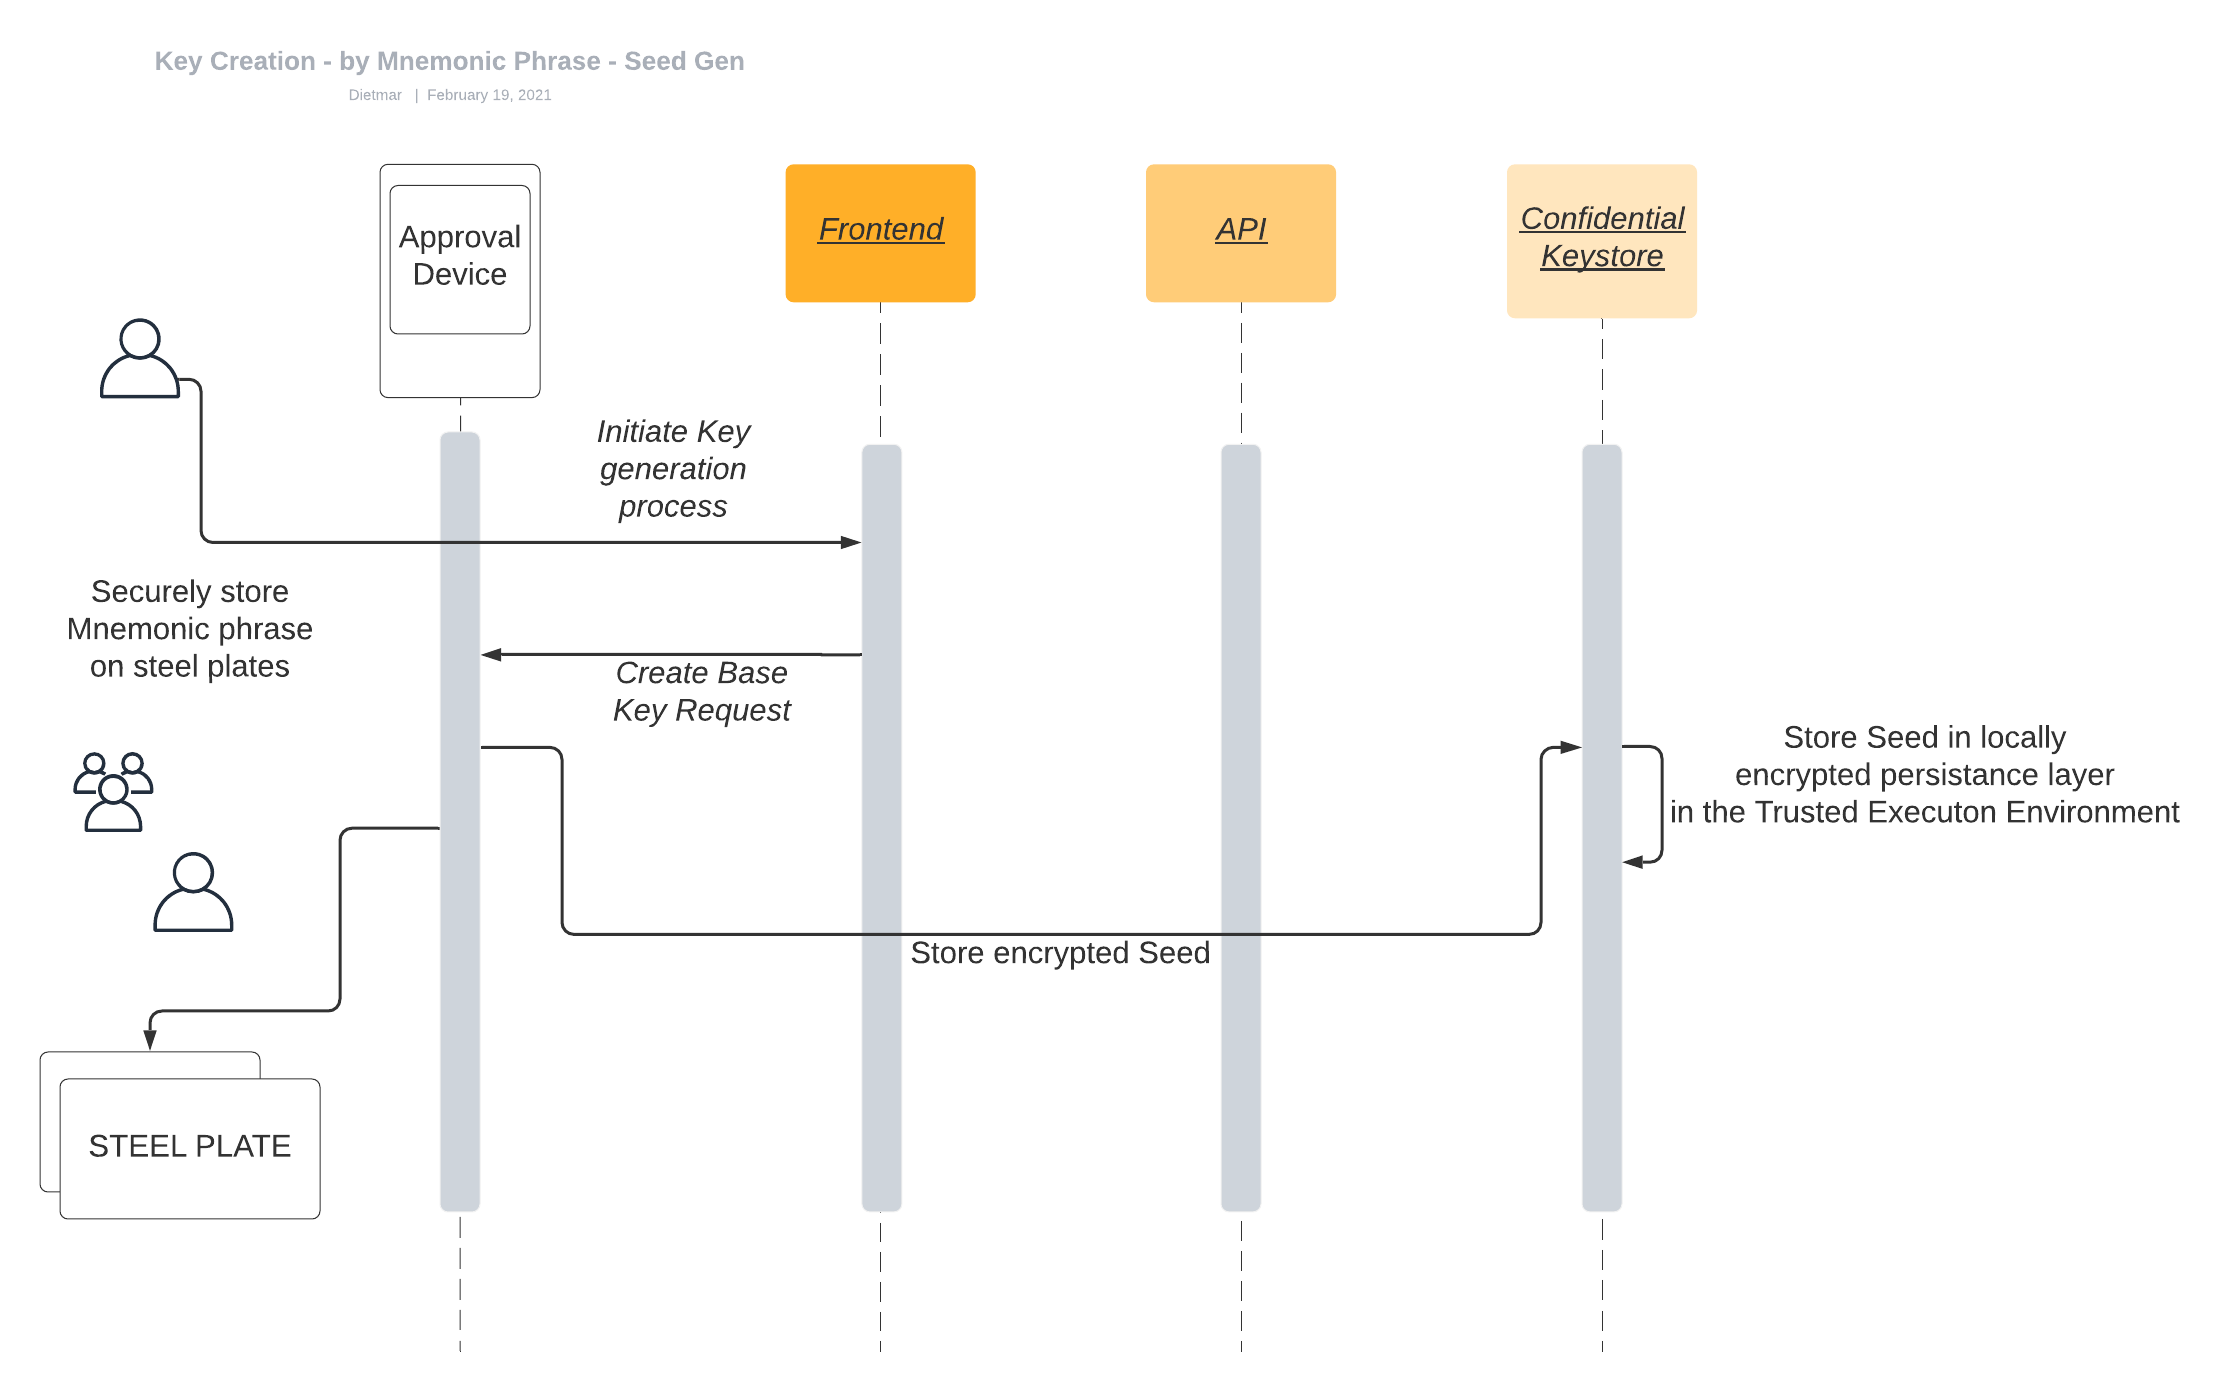 Key Creation - by Mnemonic Phrase - Seed Gen
Dietmar | February 19, 2021
Approval
Device
Frontend
API
Confidential
Keystore
Initiate Key
generation
process
Securely store
Mnemonic phrase
on steel plates
Create Base
Key Request
Store Seed in locally
encrypted persistance layer
in the Trusted Executon Environment
Store encrypted Seed
STEEL PLATE